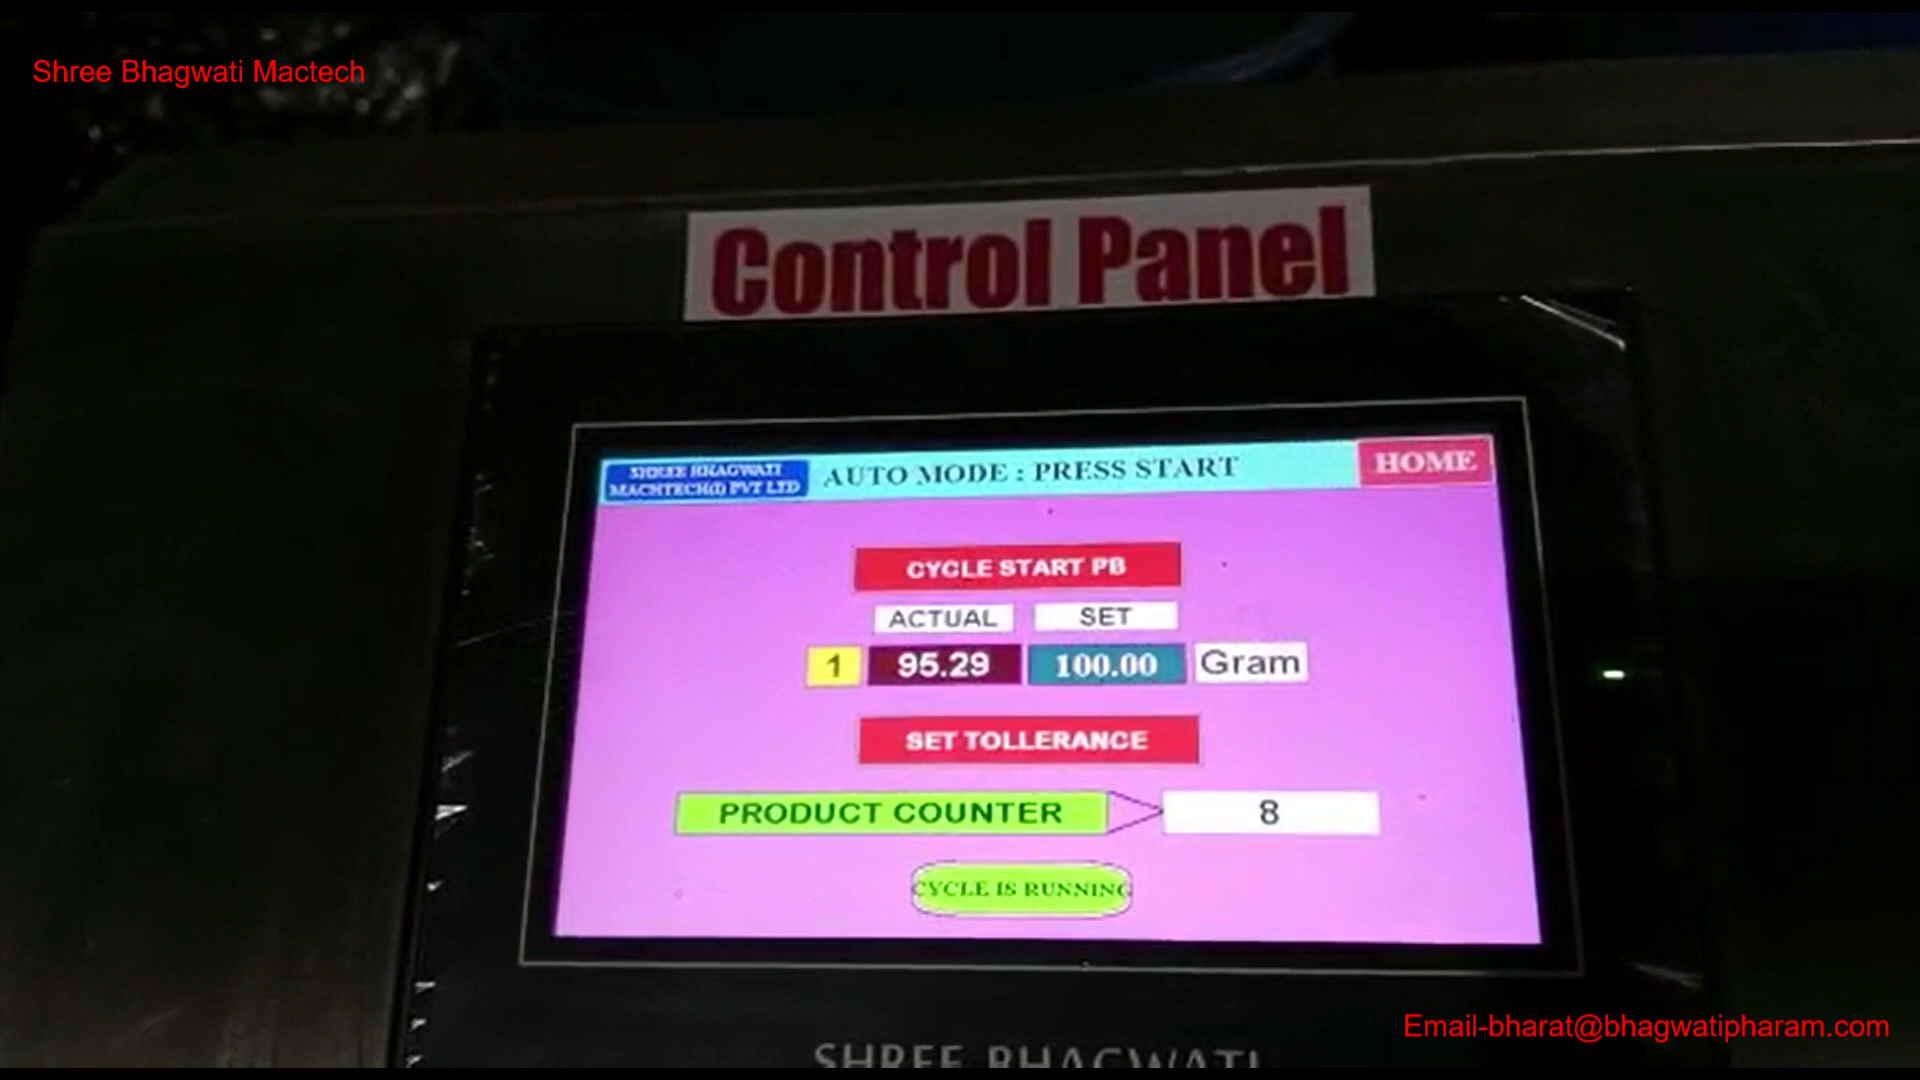 Shree Bhagwati Mactech
Control Panel
SHREE BHAGWATI
MACHTECH(I) PVT LTD
AUTO MODE : PRESS START
HOME
CYCLE START PB
ACTUAL
SET
1
95.29
100.00
Gram
SET TOLLERANCE
PRODUCT COUNTER
8
CYCLE IS RUNNING
SHREE BHAGWATI
Email-bharat@bhagwatipharam.com